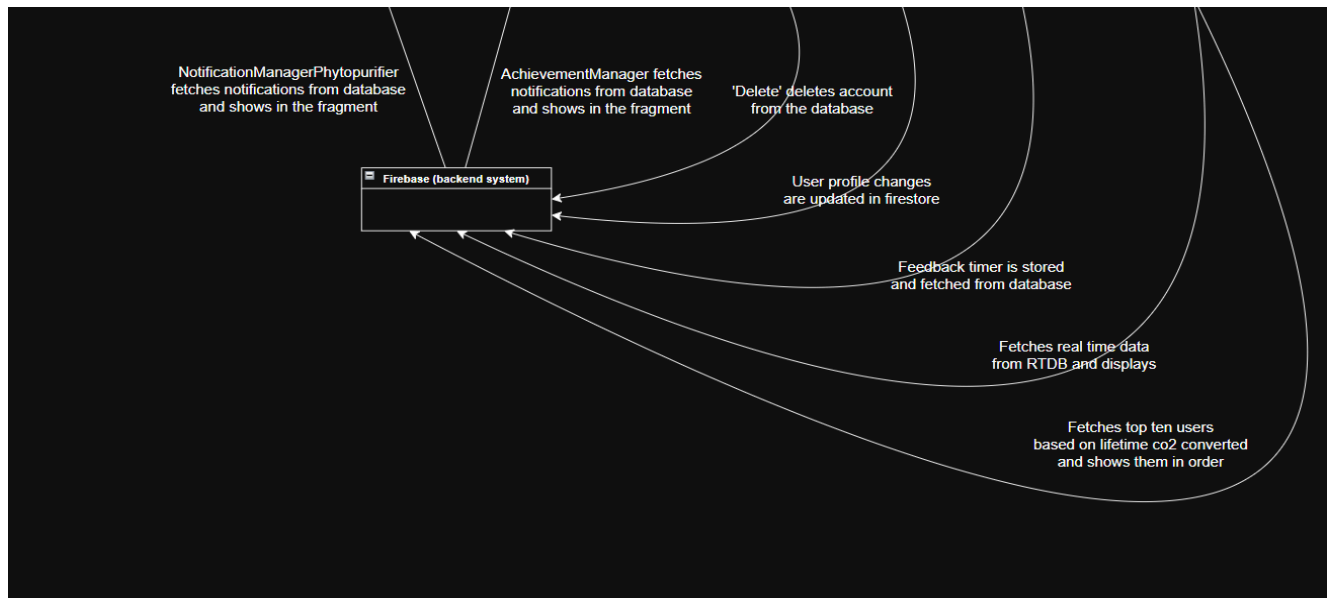 NotificationManagerPhytopurifier
fetches notifications from database
and shows in the fragment
AchievementManager fetches
notifications from database
and shows in the fragment
'Delete' deletes account
from the database
Firebase (backend system)
User profile changes
are updated in firestore
Feedback timer is stored
and fetched from database
Fetches real time data
from RTDB and displays
Fetches top ten users
based on lifetime co2 converted
and shows them in order